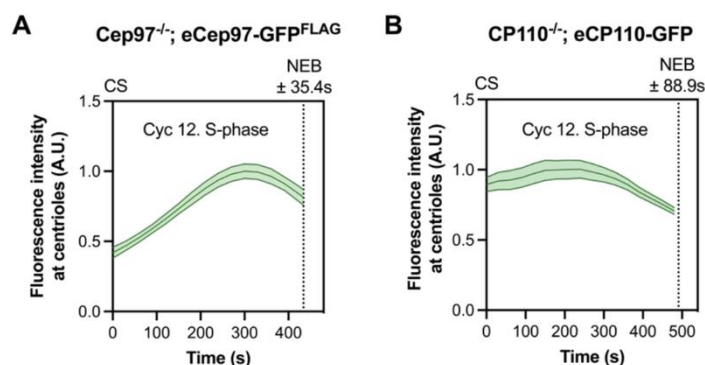 A
Cep97-/-; eCep97-GFPFLAG
CS
NEB
± 35.4s
Cyc 12. S-phase
Fluorescence intensity
at centrioles (A.U.)
1.5
1.0
0.5
0.0
0 100 200 300 400
Time (s)
B
CP110-/-; eCP110-GFP
CS
NEB
± 88.9s
Cyc 12. S-phase
Fluorescence intensity
at centrioles (A.U.)
1.5
1.0
0.5
0.0
0 100 200 300 400 500
Time (s)